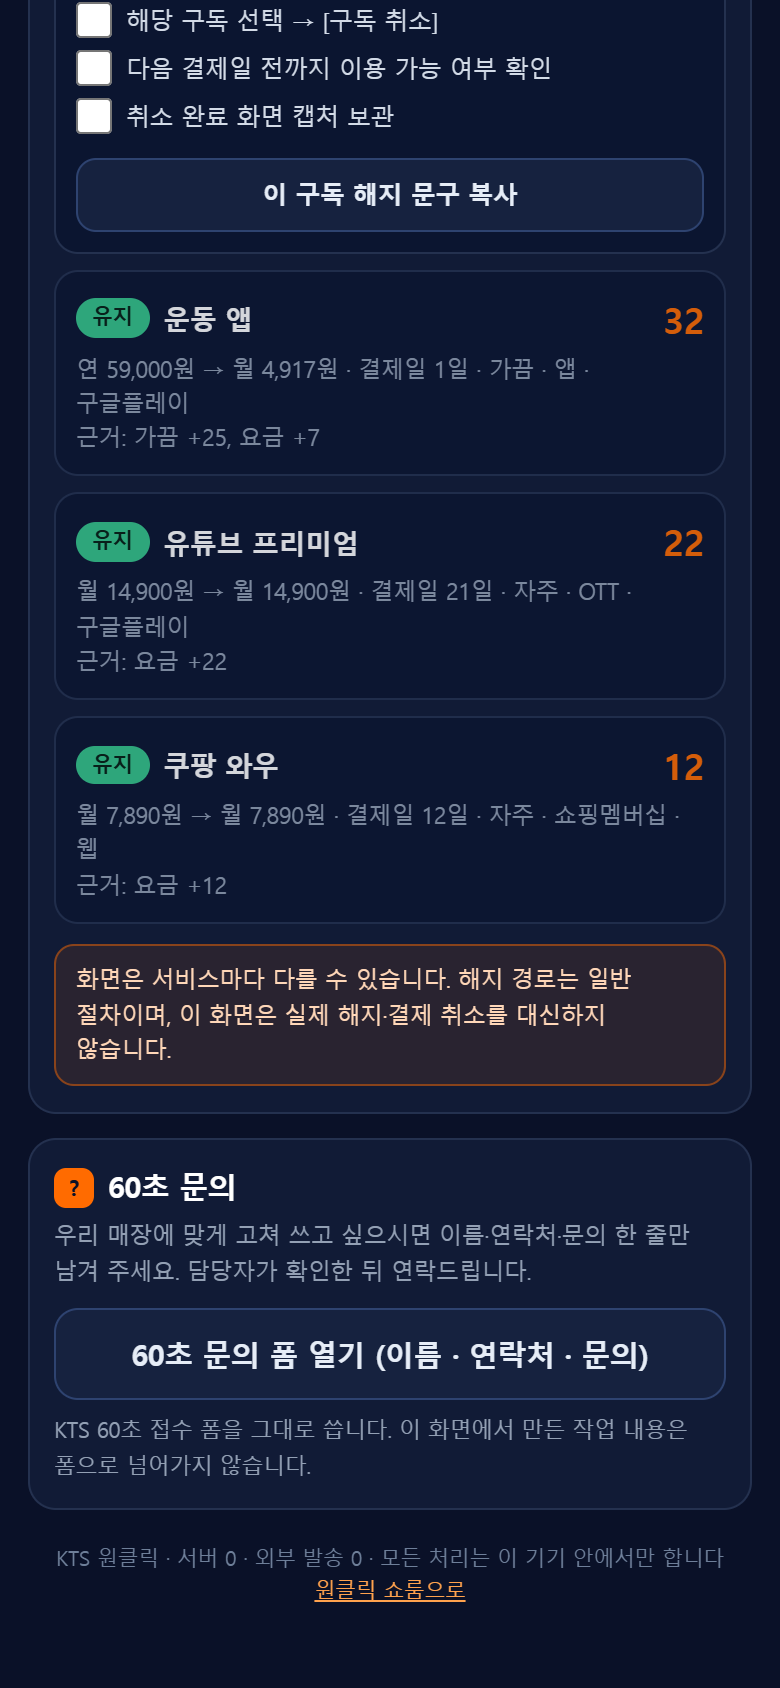 해당 구독 선택 → [구독 취소]
다음 결제일 전까지 이용 가능 여부 확인
취소 완료 화면 캡처 보관
이 구독 해지 문구 복사
유지 운동 앱 32
연 59,000원 → 월 4,917원 · 결제일 1일 · 가끔 · 앱 ·
구글플레이
근거: 가끔 +25, 요금 +7
유지 유튜브 프리미엄 22
월 14,900원 → 월 14,900원 · 결제일 21일 · 자주 · OTT ·
구글플레이
근거: 요금 +22
유지 쿠팡 와우 12
월 7,890원 → 월 7,890원 · 결제일 12일 · 자주 · 쇼핑멤버십 ·
웹
근거: 요금 +12
화면은 서비스마다 다를 수 있습니다. 해지 경로는 일반
절차이며, 이 화면은 실제 해지·결제 취소를 대신하지
않습니다.
? 60초 문의
우리 매장에 맞게 고쳐 쓰고 싶으시면 이름·연락처·문의 한 줄만
남겨 주세요. 담당자가 확인한 뒤 연락드립니다.
60초 문의 폼 열기 (이름 · 연락처 · 문의)
KTS 60초 접수 폼을 그대로 씁니다. 이 화면에서 만든 작업 내용은
폼으로 넘어가지 않습니다.
KTS 원클릭 · 서버 0 · 외부 발송 0 · 모든 처리는 이 기기 안에서만 합니다
원클릭 쇼룸으로